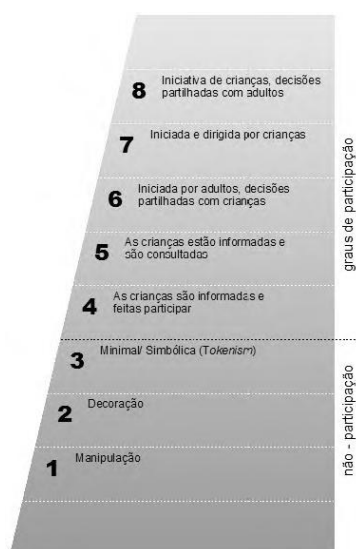 8 Iniciativa de crianças, decisões
partilhadas com adultos
7 Iniciada e dirigida por crianças
6 Iniciada por adultos, decisões
partilhadas com crianças
5 As crianças estão informadas e
são consultadas
4 As crianças são informadas e
feitas participar
3 Minimal/ Simbólica (Tokenism)
2 Decoração
1 Manipulação
graus de participação
não - participação